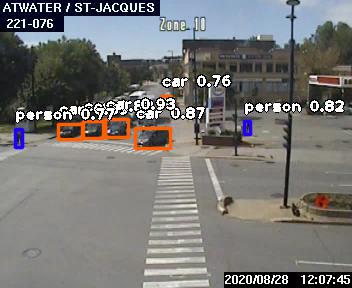 ATWATER / ST-JACQUES
221-076
Zone 10
car 0.76
car 0.93
person 0.77
car 0.87
person 0.82
2020/08/28 12:07:45